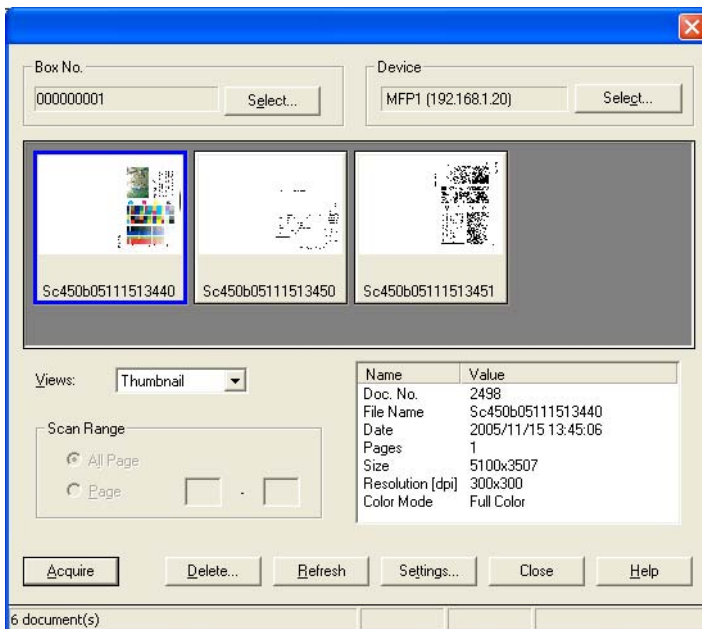 Box No.
000000001
Select...
Device
MFP1 (192.168.1.20)
Select...
Sc450b05111513440
Sc450b05111513450
Sc450b05111513451
Views:
Thumbnail
Scan Range
All Page
Page
-
Name Value
Doc. No. 2498
File Name Sc450b05111513440
Date 2005/11/15 13:45:06
Pages 1
Size 5100x3507
Resolution [dpi] 300x300
Color Mode Full Color
Acquire
Delete...
Refresh
Settings...
Close
Help
6 document(s)